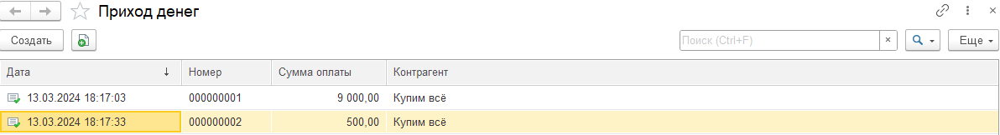 Приход денег
Создать Поиск (Ctrl+F) × Еще
Дата ↓ Номер Сумма оплаты Контрагент
13.03.2024 18:17:03 000000001 9 000,00 Купим всё
13.03.2024 18:17:33 000000002 500,00 Купим всё